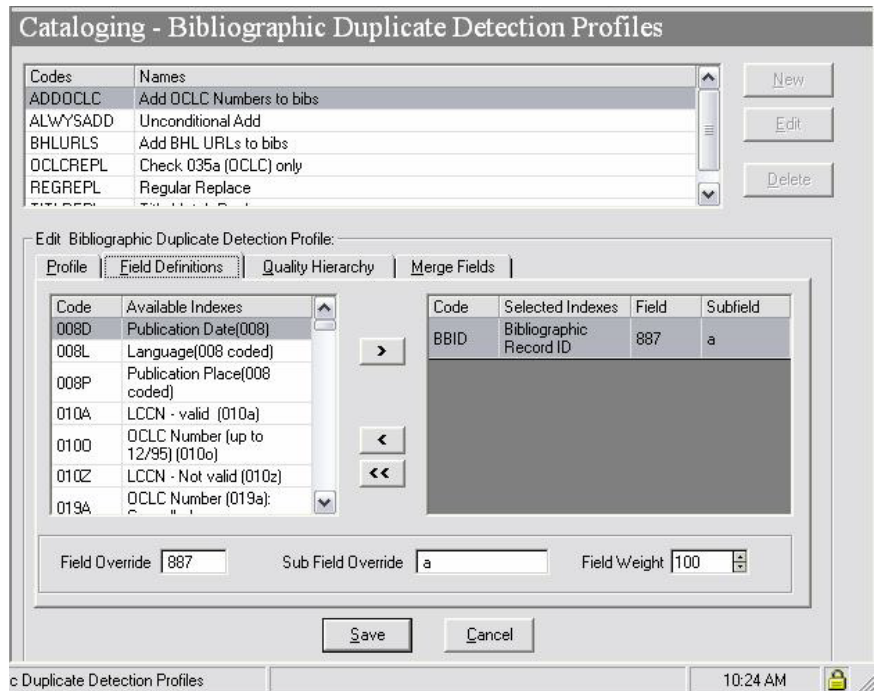 Cataloging - Bibliographic Duplicate Detection Profiles
Codes Names
New
ADDOCLC Add OCLC Numbers to bibs
ALWYSADD Unconditional Add
Edit
BHLURLS Add BHL URLs to bibs
OCLCREPL Check 035a (OCLC) only
REGREPL Regular Replace
Delete
Edit Bibliographic Duplicate Detection Profile:
Profile Field Definitions Quality Hierarchy Merge Fields
Code Available Indexes
008D Publication Date(008)
008L Language(008 coded)
008P Publication Place(008
coded)
010A LCCN - valid (010a)
010O OCLC Number (up to
12/95) (010o)
010Z LCCN - Not valid (010z)
019A OCLC Number (019a):
>
<
<<
Code Selected Indexes Field Subfield
BBID Bibliographic
Record ID 887 a
Field Override 887 Sub Field Override a Field Weight 100
Save Cancel
c Duplicate Detection Profiles 10:24 AM